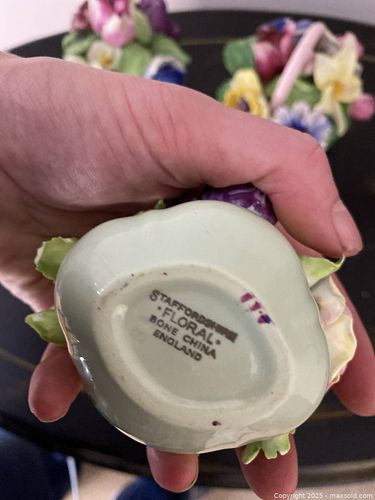 STAFFORDSHIRE
• FLORAL •
BONE CHINA
ENGLAND
Copyright 2025 - maxsold.com